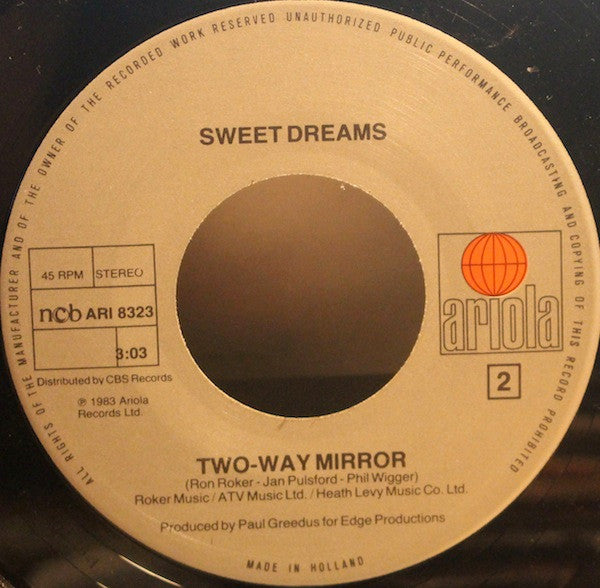 ALL RIGHTS OF THE MANUFACTURER AND OF THE OWNER OF THE RECORDED WORK RESERVED UNAUTHORIZED PUBLIC PERFORMANCE BROADCASTING AND COPYING OF THIS RECORD PROHIBITED
SWEET DREAMS
45 RPM STEREO
ncb ARI 8323
3:03
Distributed by CBS Records
℗ 1983 Ariola
Records Ltd.
ariola
2
TWO-WAY MIRROR
(Ron Roker - Jan Pulsford - Phil Wigger)
Roker Music / ATV Music Ltd. / Heath Levy Music Co. Ltd.
Produced by Paul Greedus for Edge Productions
MADE IN HOLLAND